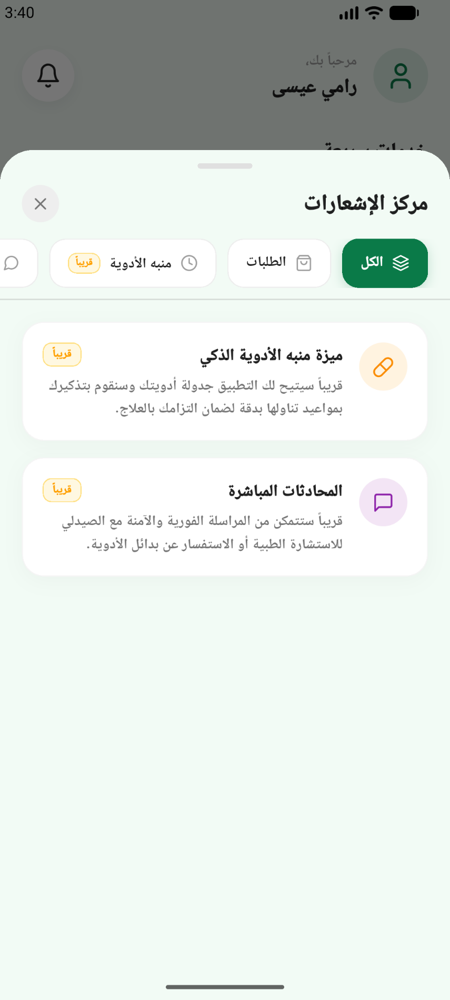 3:40
مرحباً بك،
رامي عيسى
مركز الإشعارات
الكل
الطلبات
منبه الأدوية
قريباً
ميزة منبه الأدوية الذكي
قريباً
قريباً سيتيح لك التطبيق جدولة أدويتك وسنقوم بتذكيرك
بمواعيد تناولها بدقة لضمان التزامك بالعلاج.
المحادثات المباشرة
قريباً
قريباً ستتمكن من المراسلة الفورية والآمنة مع الصيدلي
للاستشارة الطبية أو الاستفسار عن بدائل الأدوية.